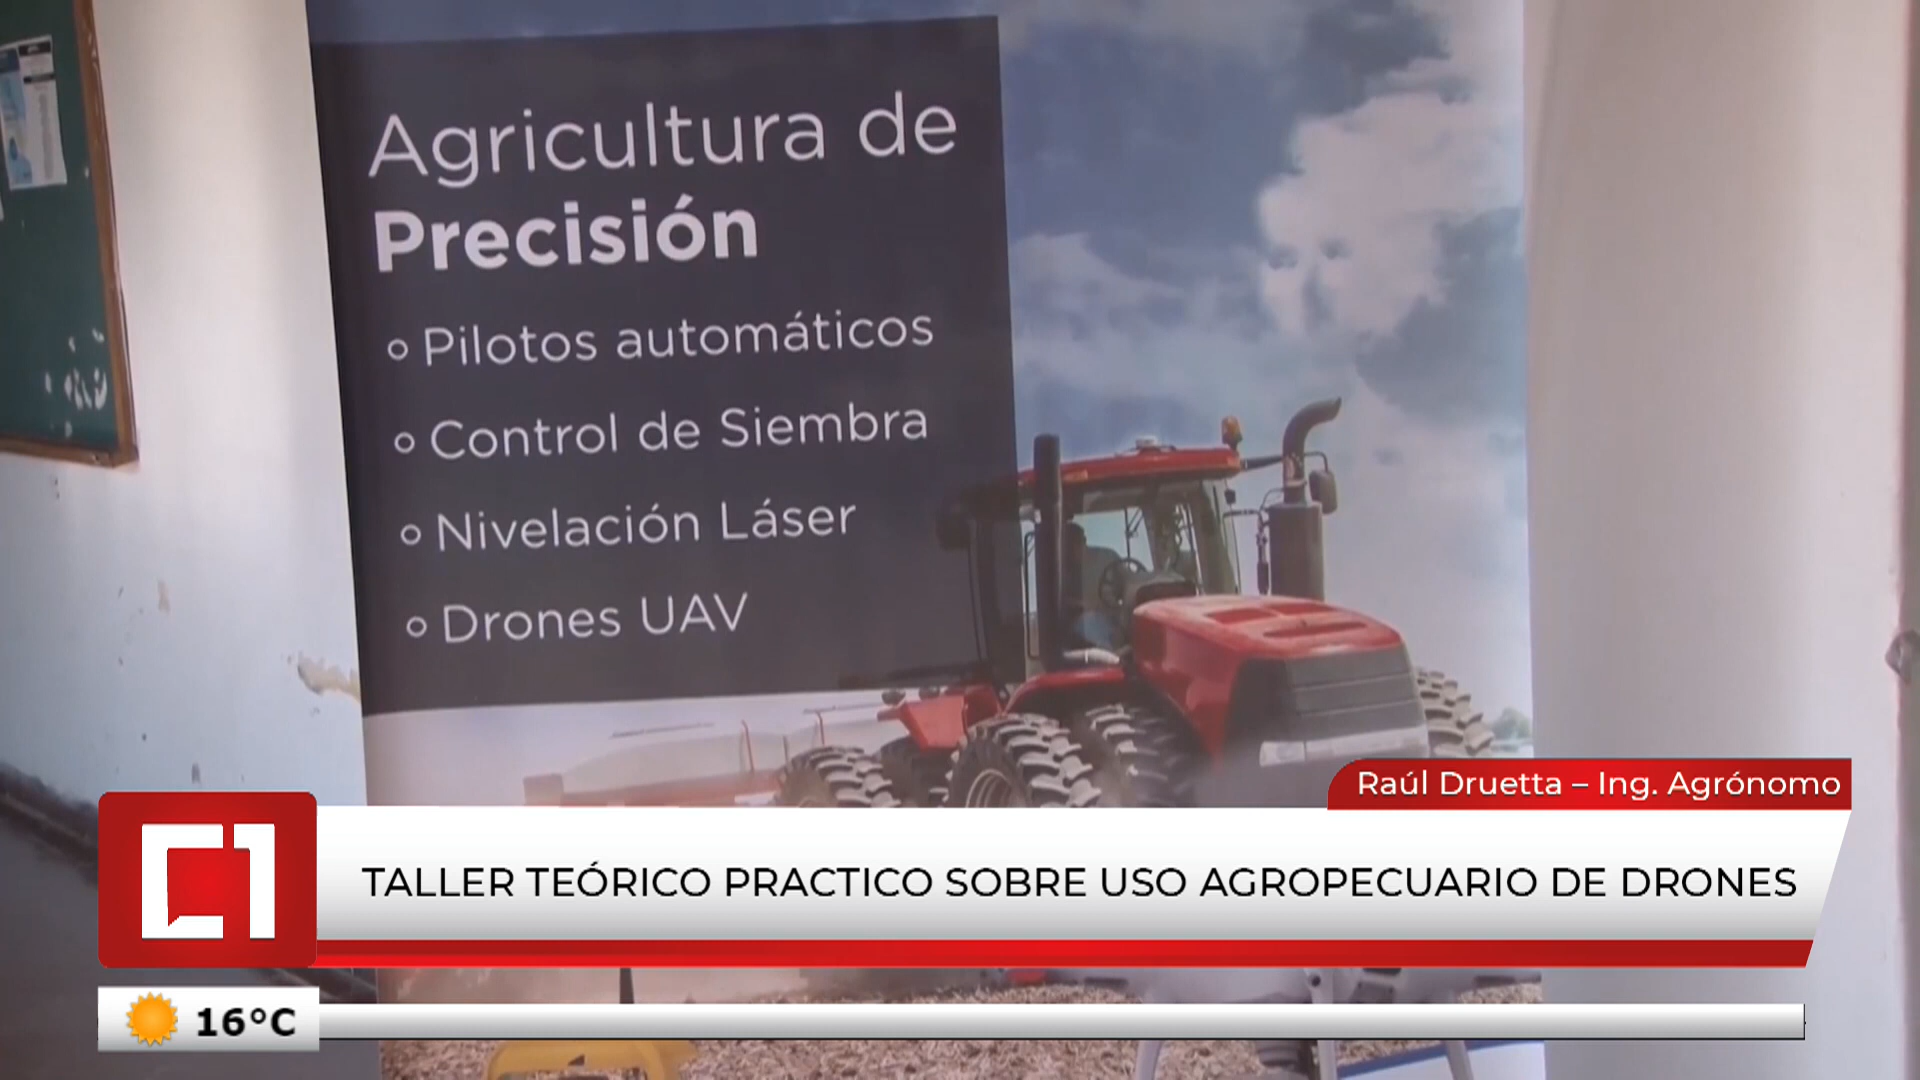 Agricultura de
Precisión
Pilotos automáticos
Control de Siembra
Nivelación Láser
Drones UAV
Raúl Druetta – Ing. Agrónomo
C1
TALLER TEÓRICO PRACTICO SOBRE USO AGROPECUARIO DE DRONES
16°C